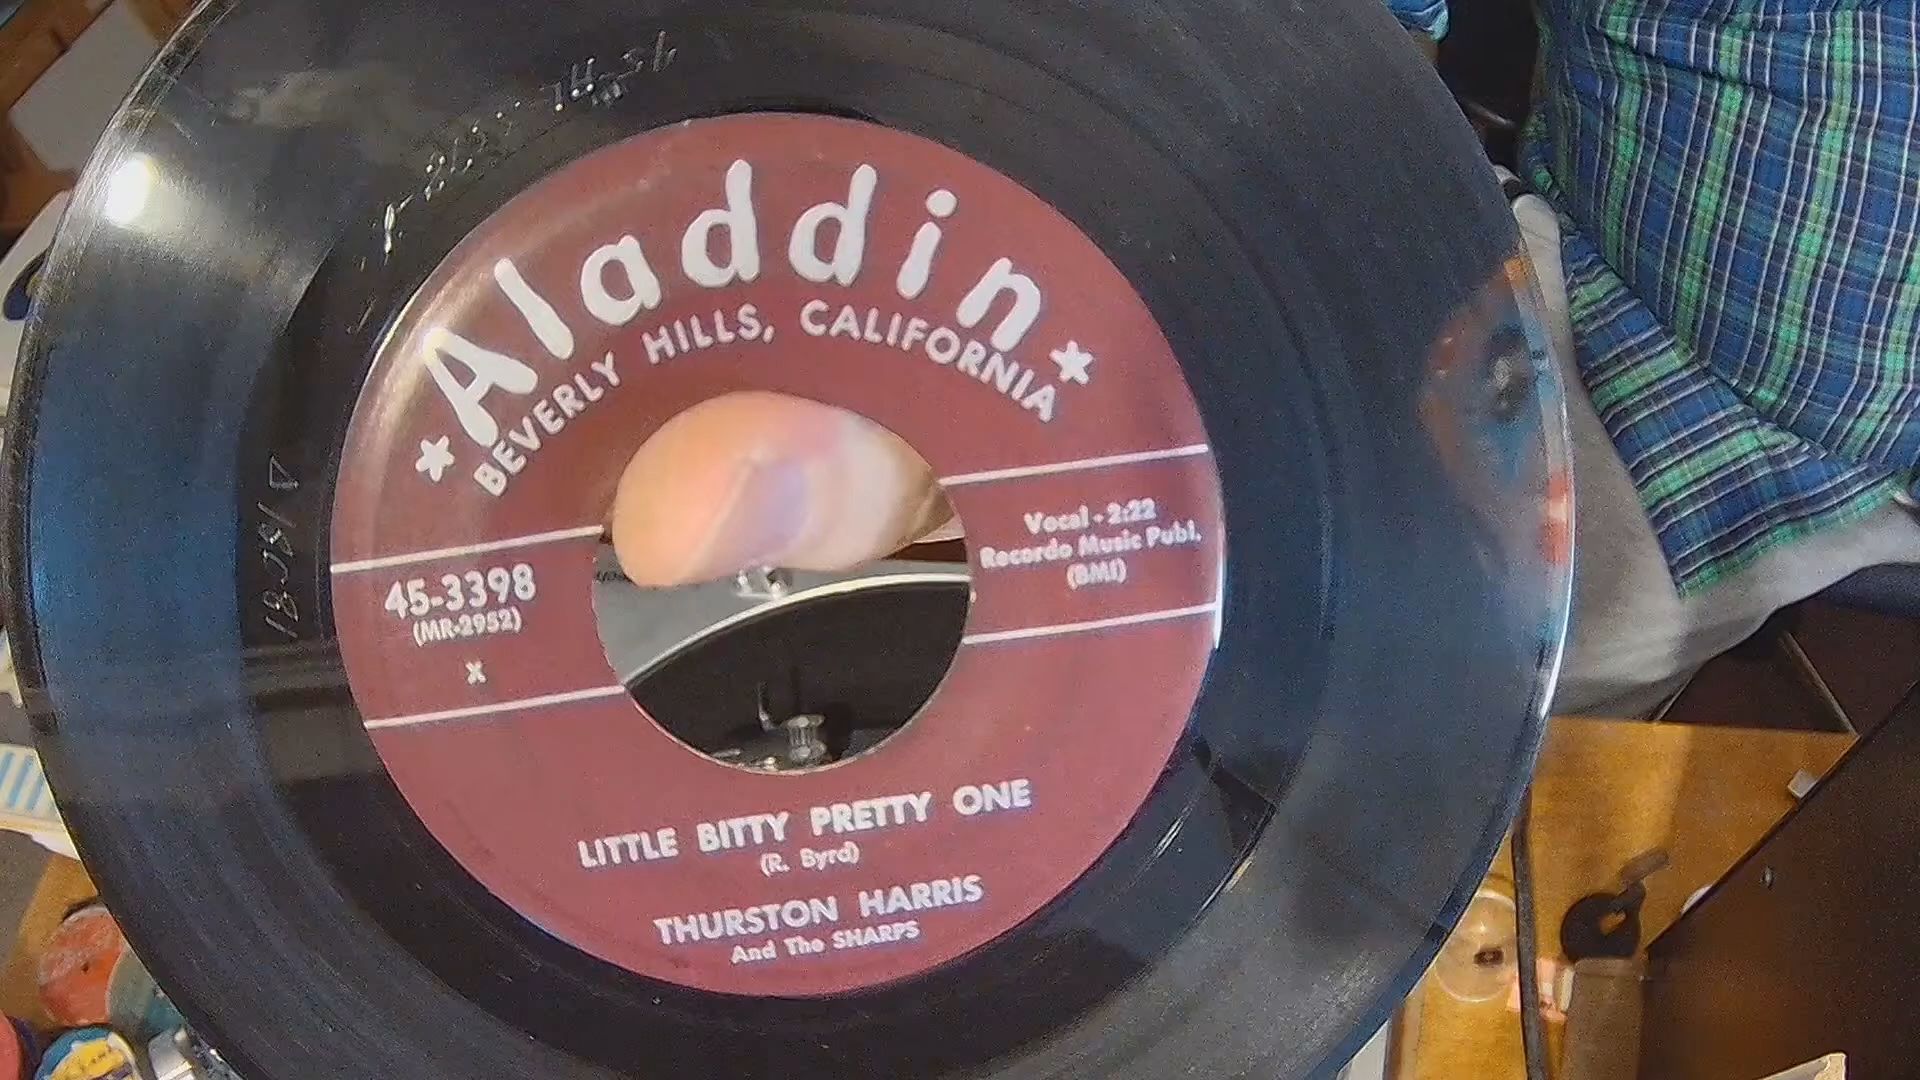 Aladdin
BEVERLY HILLS, CALIFORNIA
45-3398
(MR-2952)
X
Vocal - 2:22
Recordo Music Publ.
(BMI)
LITTLE BITTY PRETTY ONE
(R. Byrd)
THURSTON HARRIS
And The SHARPS